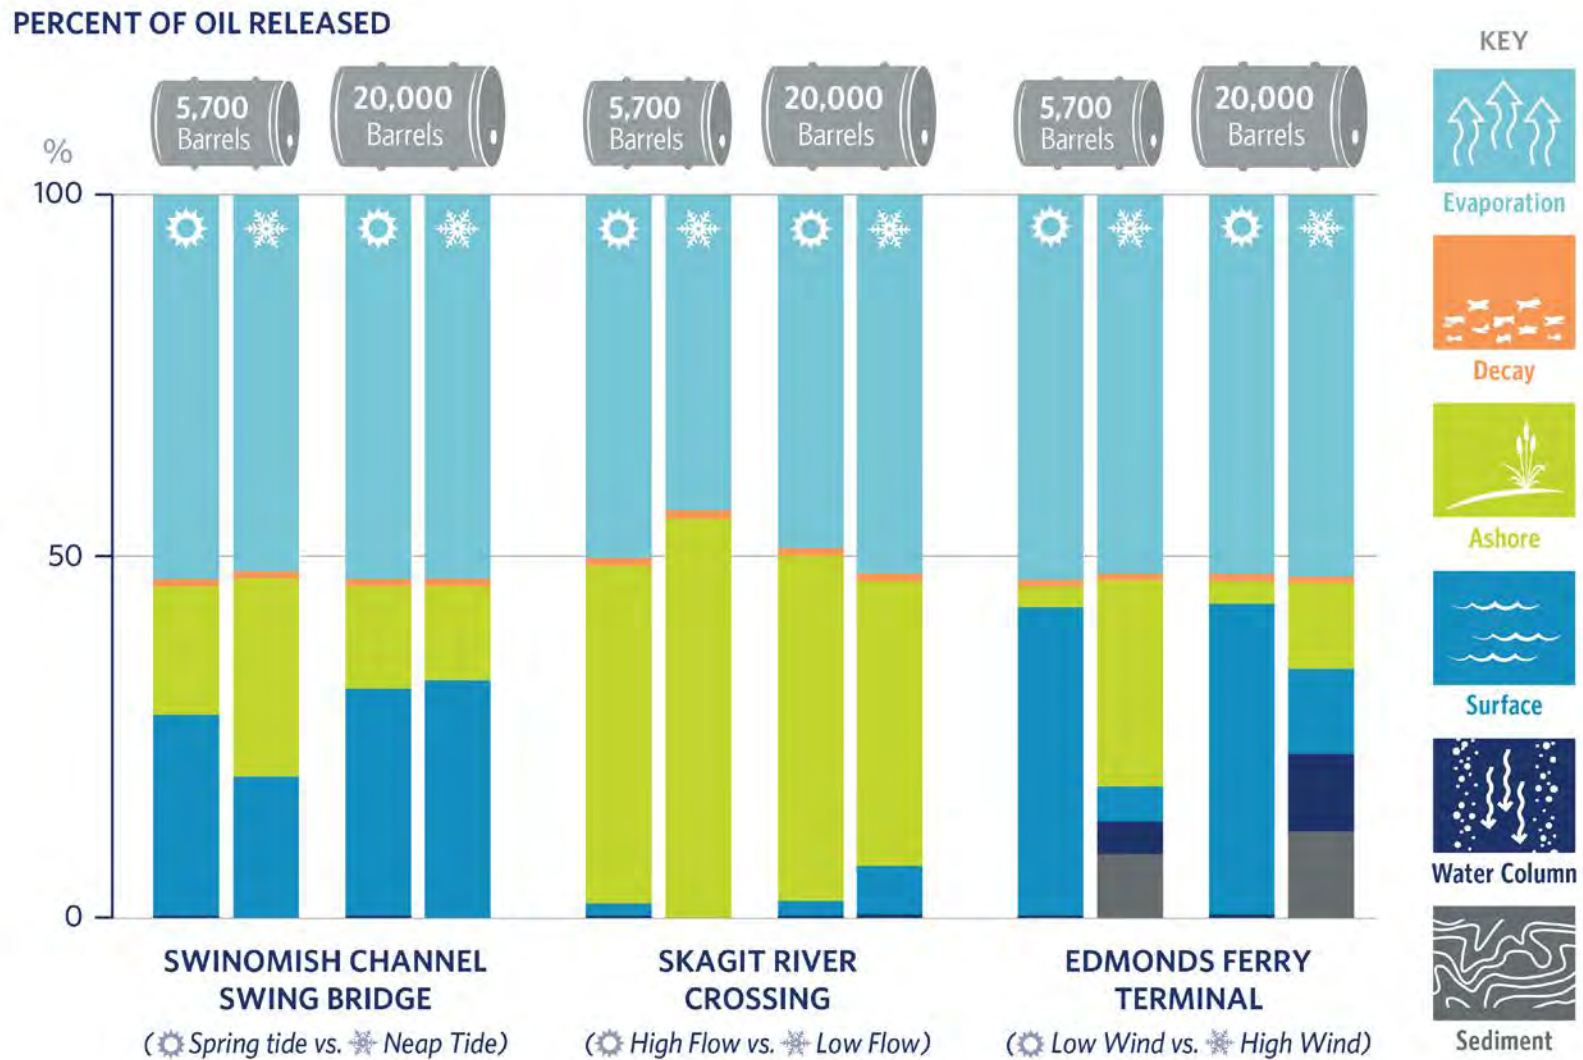 PERCENT OF OIL RELEASED
5,700
Barrels
20,000
Barrels
5,700
Barrels
20,000
Barrels
5,700
Barrels
20,000
Barrels
%
100
50
0
SWINOMISH CHANNEL
SWING BRIDGE
(Spring tide vs. Neap Tide)
SKAGIT RIVER
CROSSING
(High Flow vs. Low Flow)
EDMONDS FERRY
TERMINAL
(Low Wind vs. High Wind)
KEY
Evaporation
Decay
Ashore
Surface
Water Column
Sediment